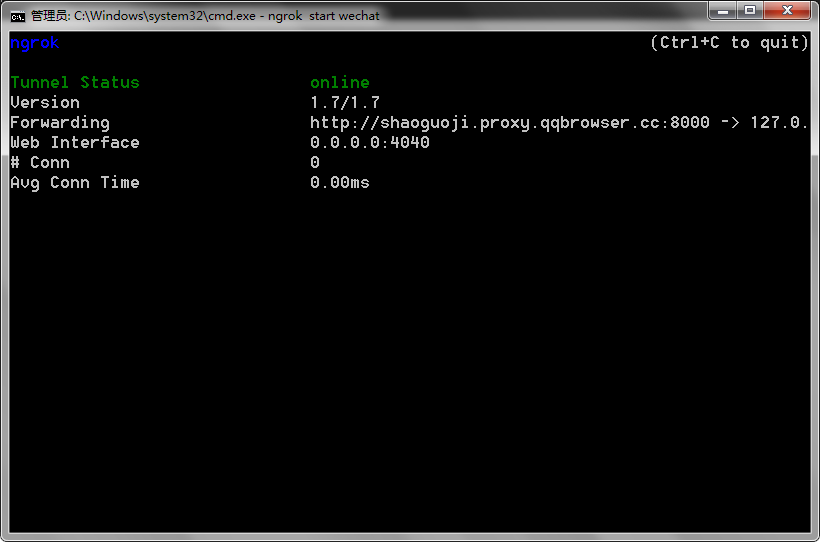 管理员: C:\Windows\system32\cmd.exe - ngrok  start wechat
ngrok (Ctrl+C to quit)
Tunnel Status online
Version 1.7/1.7
Forwarding http://shaoguoji.proxy.qqbrowser.cc:8000 -> 127.0.
Web Interface 0.0.0.0:4040
# Conn 0
Avg Conn Time 0.00ms